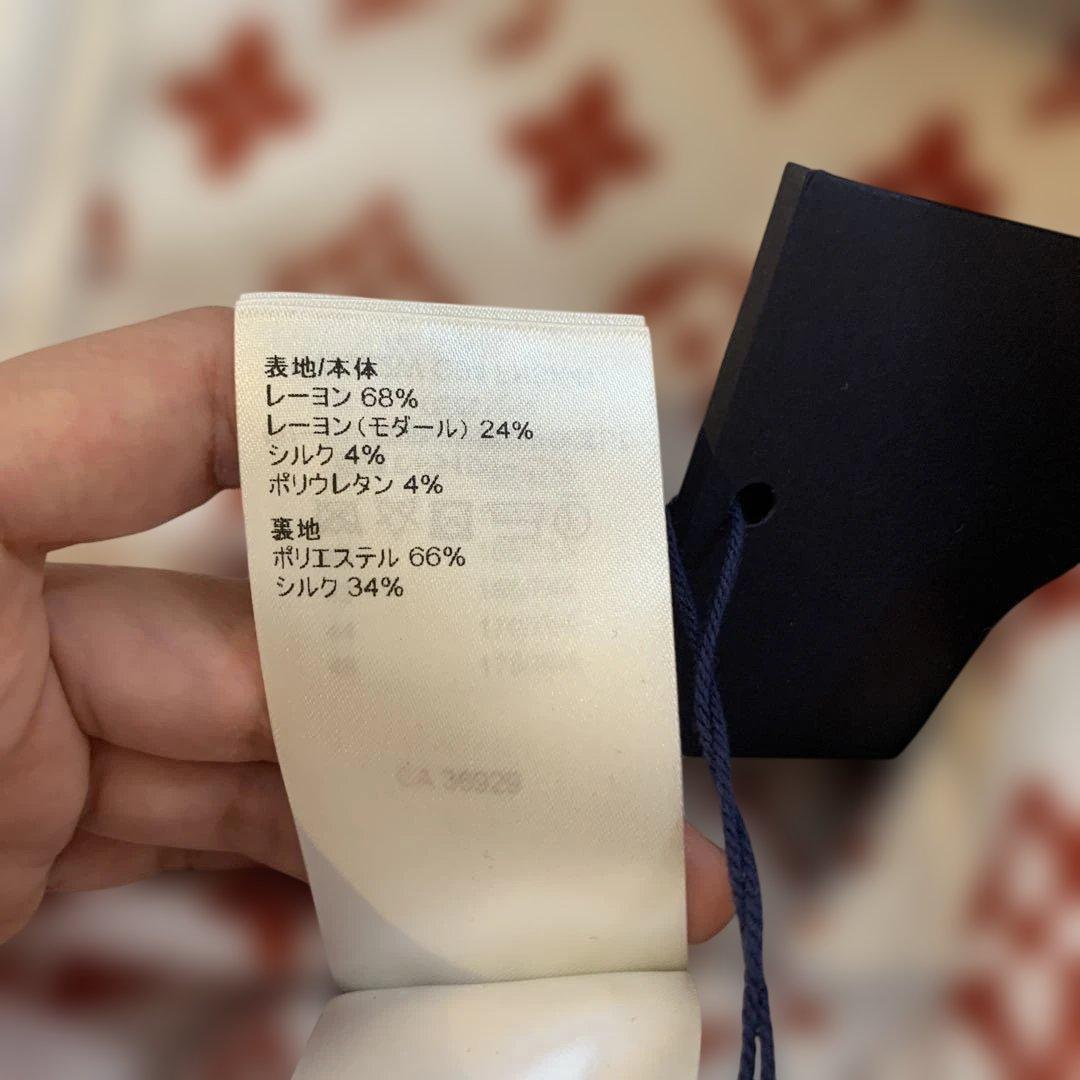 表地/本体
レーヨン 68%
レーヨン(モダール) 24%
シルク 4%
ポリウレタン 4%
裏地
ポリエステル 66%
シルク 34%
CA 36929